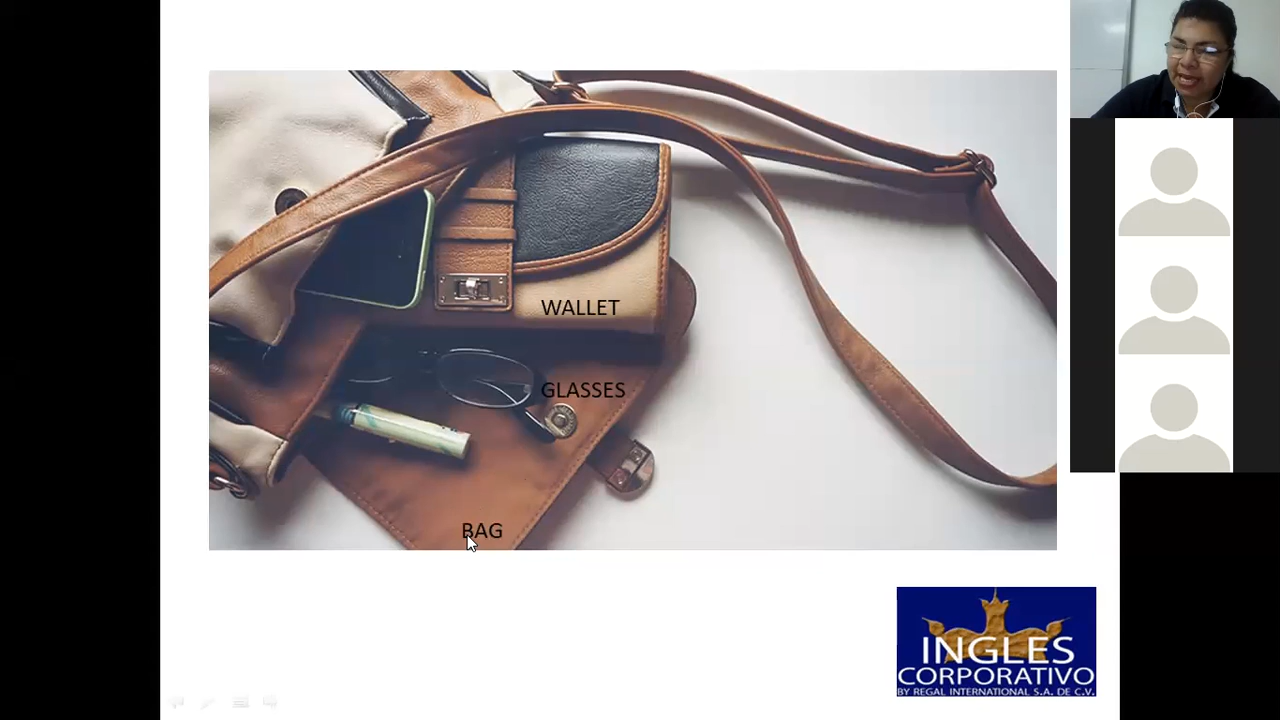 WALLET
GLASSES
BAG
INGLES
CORPORATIVO
BY REGAL INTERNATIONAL S.A. DE C.V.